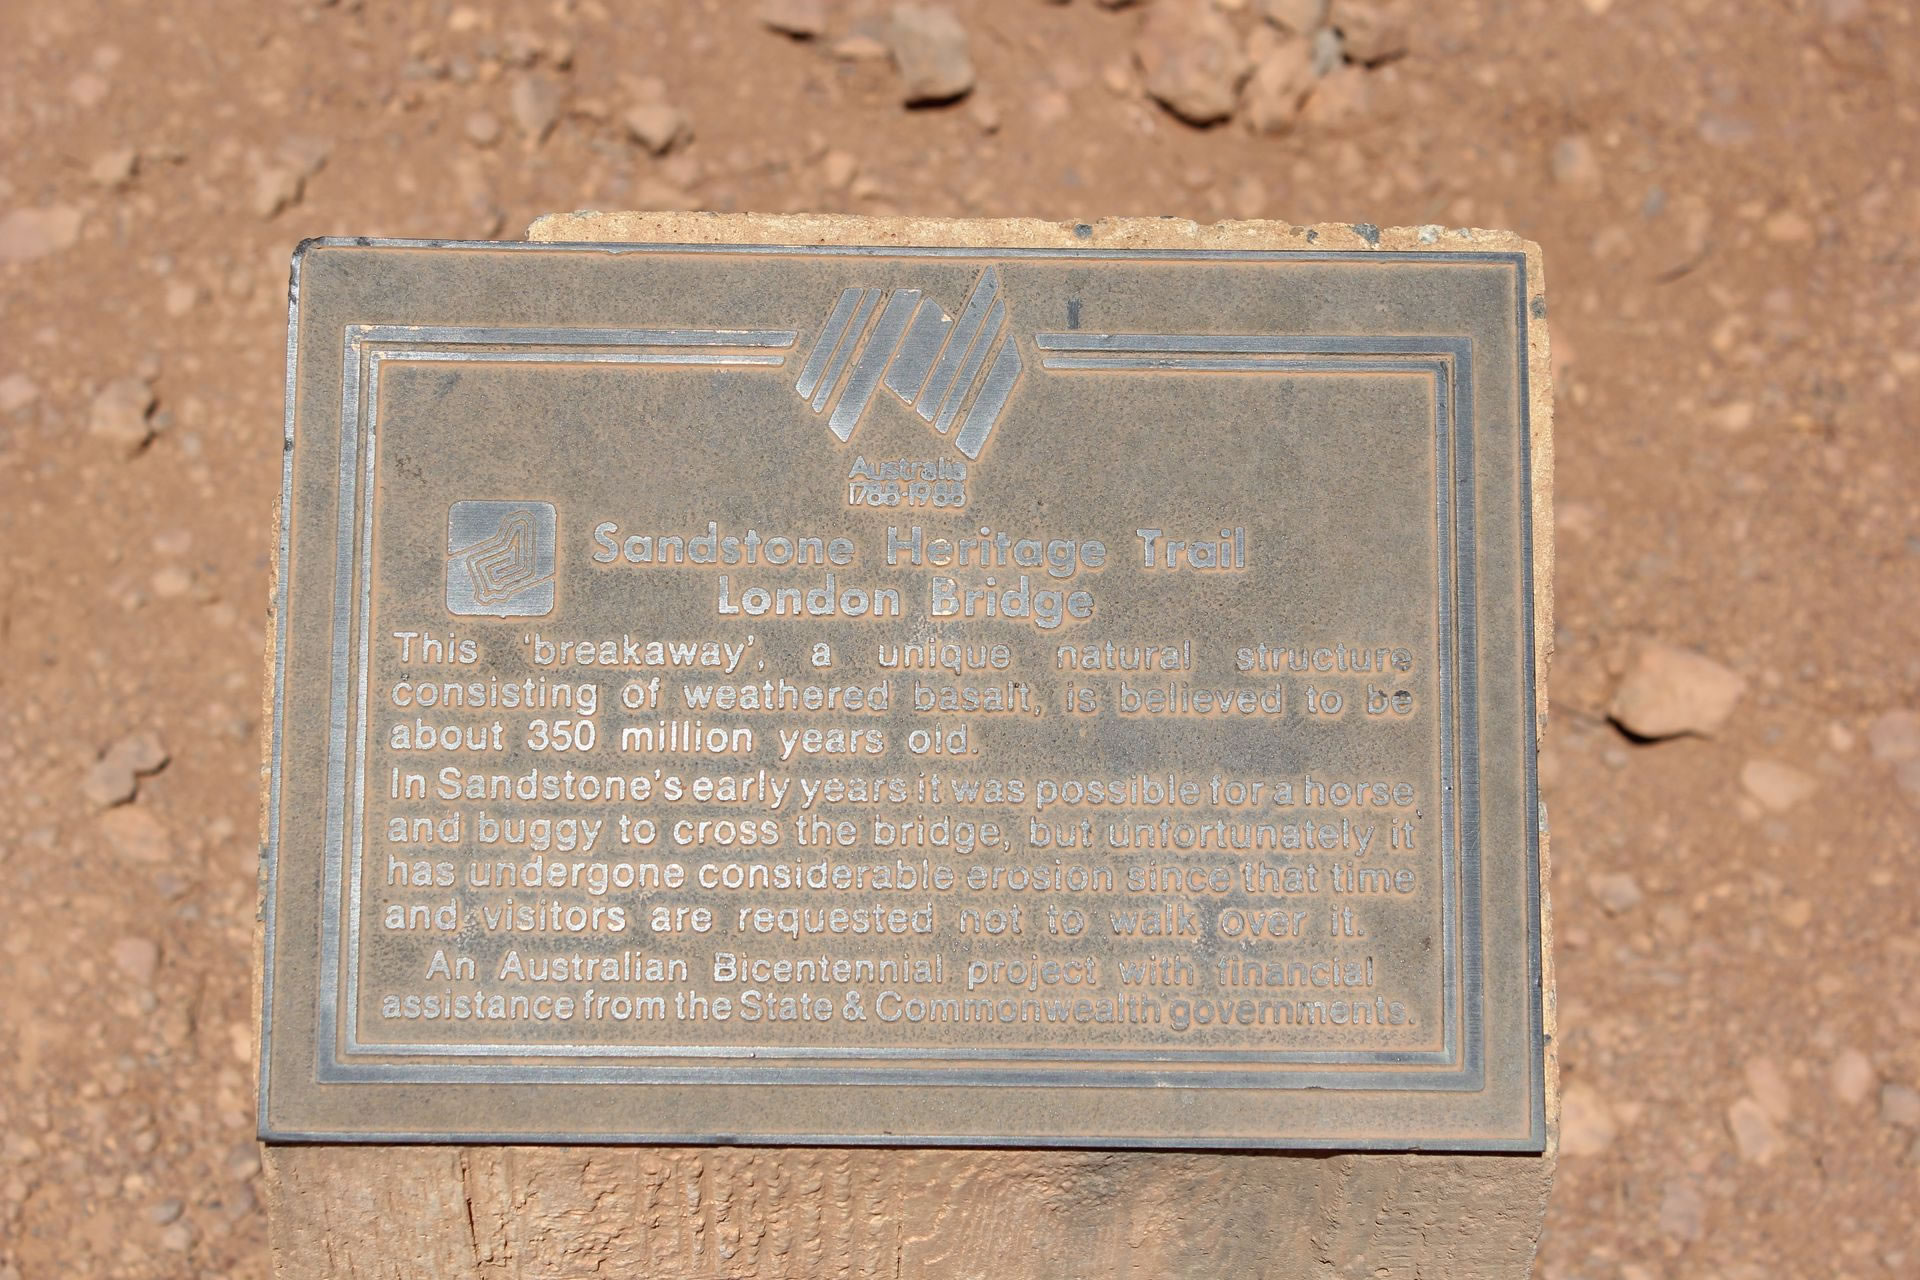 Australia
1788-1988
Sandstone Heritage Trail
London Bridge
This 'breakaway', a unique natural structure
consisting of weathered basalt, is believed to be
about 350 million years old.
In Sandstone's early years it was possible for a horse
and buggy to cross the bridge, but unfortunately it
has undergone considerable erosion since that time
and visitors are requested not to walk over it.
An Australian Bicentennial project with financial
assistance from the State & Commonwealth governments.